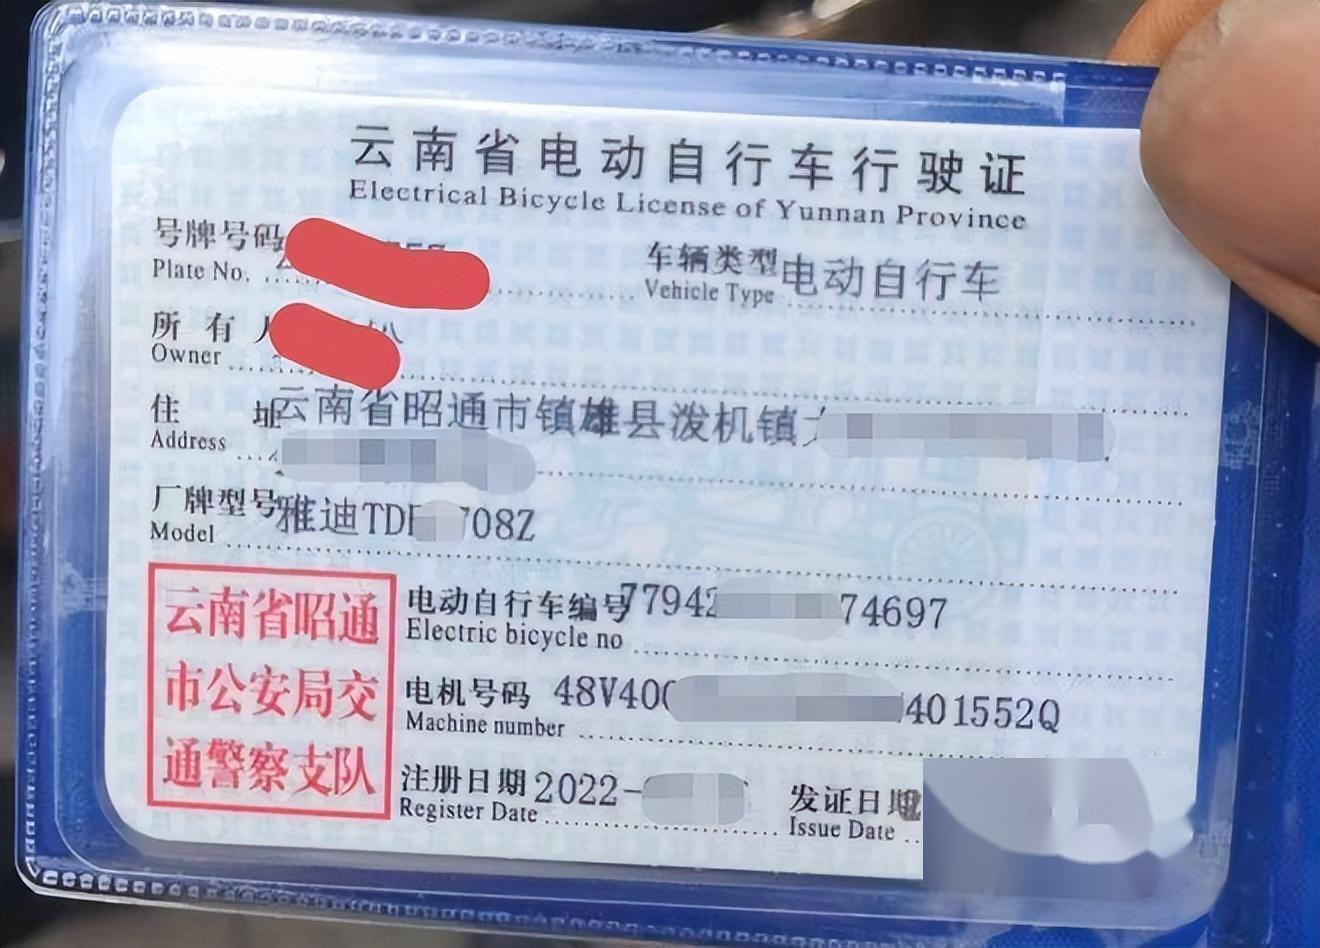 云南省电动自行车行驶证
Electrical Bicycle License of Yunnan Province
号牌号码 车辆类型 电动自行车
Plate No. Vehicle Type
所有人
Owner
住址 云南省昭通市镇雄县泼机镇
Address
厂牌型号 雅迪TD 708Z
Model
电动自行车编号 7794 74697
Electric bicycle no
电机号码 48V40 401552Q
Machine number
注册日期 2022- 发证日期
Register Date Issue Date
云南省昭通
市公安局交
通警察支队